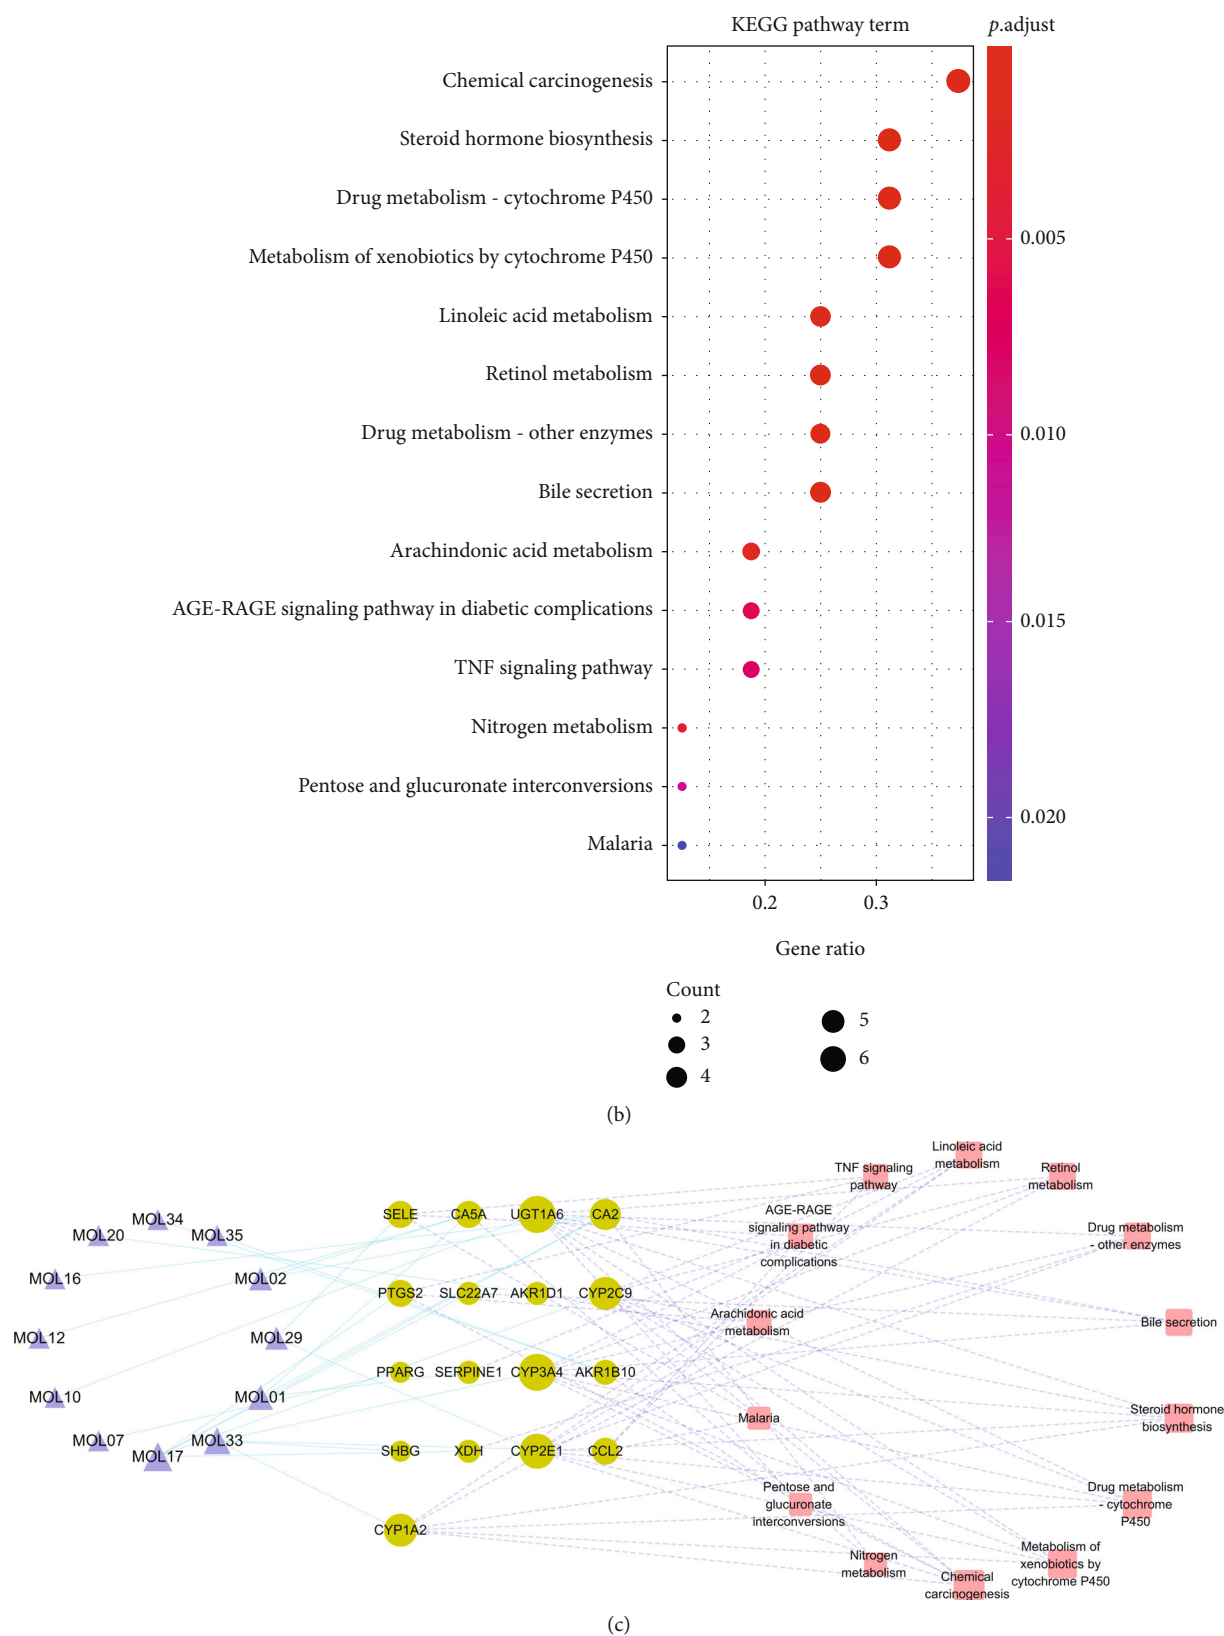 KEGG pathway term
p.adjust
Chemical carcinogenesis
Steroid hormone biosynthesis
Drug metabolism - cytochrome P450
Metabolism of xenobiotics by cytochrome P450
Linoleic acid metabolism
Retinol metabolism
Drug metabolism - other enzymes
Bile secretion
Arachindonic acid metabolism
AGE-RAGE signaling pathway in diabetic complications
TNF signaling pathway
Nitrogen metabolism
Pentose and glucuronate interconversions
Malaria
0.005
0.010
0.015
0.020
0.2
0.3
Gene ratio
Count
2
3
4
5
6
(b)
MOL34
MOL20
MOL35
MOL16
MOL02
MOL12
MOL29
MOL10
MOL01
MOL07
MOL17
MOL33
SELE
CA5A
UGT1A6
CA2
PTGS2
SLC22A7
AKR1D1
CYP2C9
PPARG
SERPINE1
CYP3A4
AKR1B10
SHBG
XDH
CYP2E1
CCL2
CYP1A2
Linoleic acid
metabolism
TNF signaling
pathway
Retinol
metabolism
AGE-RAGE
signaling pathway
in diabetic
complications
Drug metabolism
- other enzymes
Arachidonic acid
metabolism
Bile secretion
Malaria
Steroid hormone
biosynthesis
Pentose and
glucuronate
interconversions
Drug metabolism
- cytochrome
P450
Nitrogen
metabolism
Chemical
carcinogenesis
Metabolism of
xenobiotics by
cytochrome P450
(c)